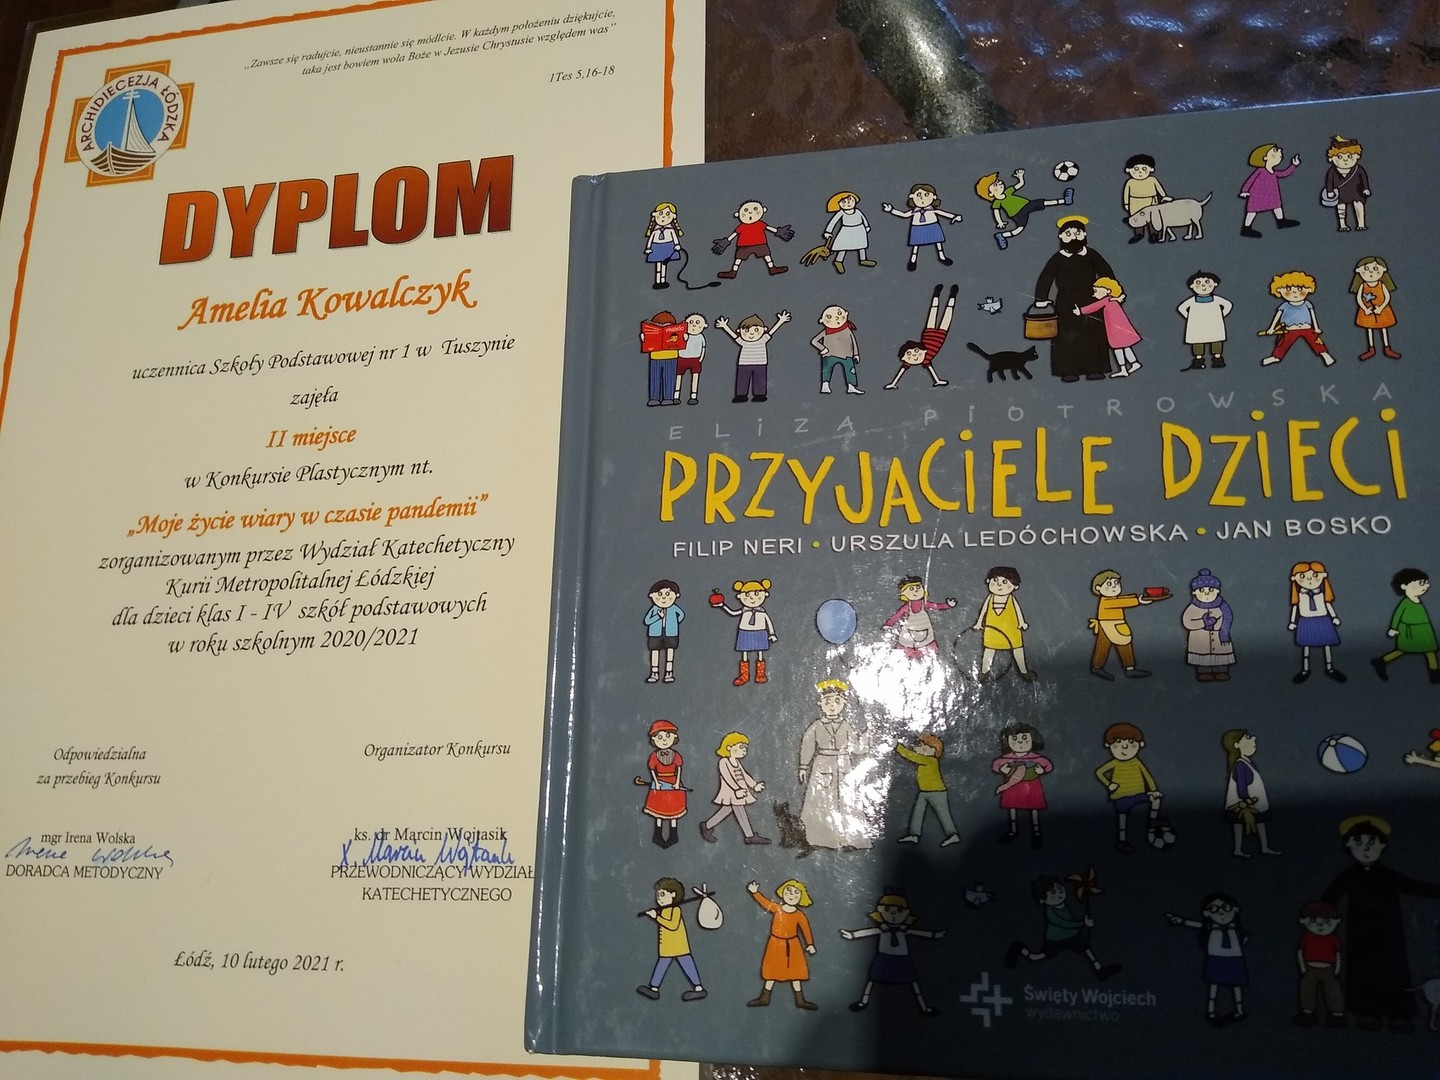 „Zawsze się radujcie, nieustannie się módlcie. W każdym położeniu dziękujcie,
taka jest bowiem wola Boże w Jezusie Chrystusie względem was”
1Tes 5,16-18
ARCHIDIECEZJA ŁÓDZKA
DYPLOM
Amelia Kowalczyk
uczennica Szkoły Podstawowej nr 1 w Tuszynie
zajęła
II miejsce
w Konkursie Plastycznym nt.
„Moje życie wiary w czasie pandemii”
zorganizowanym przez Wydział Katechetyczny
Kurii Metropolitalnej Łódzkiej
dla dzieci klas I - IV szkół podstawowych
w roku szkolnym 2020/2021
Odpowiedzialna
za przebieg Konkursu
mgr Irena Wolska
DORADCA METODYCZNY
Organizator Konkursu
ks. dr Marcin Wojtasik
PRZEWODNICZĄCY WYDZIAŁ
KATECHETYCZNEGO
Łódź, 10 lutego 2021 r.
ELiZA PiOTROWSKA
PRZYJACiELE DZiECi
FILIP NERI • URSZULA LEDÓCHOWSKA • JAN BOSKO
Święty Wojciech
wydawnictwo